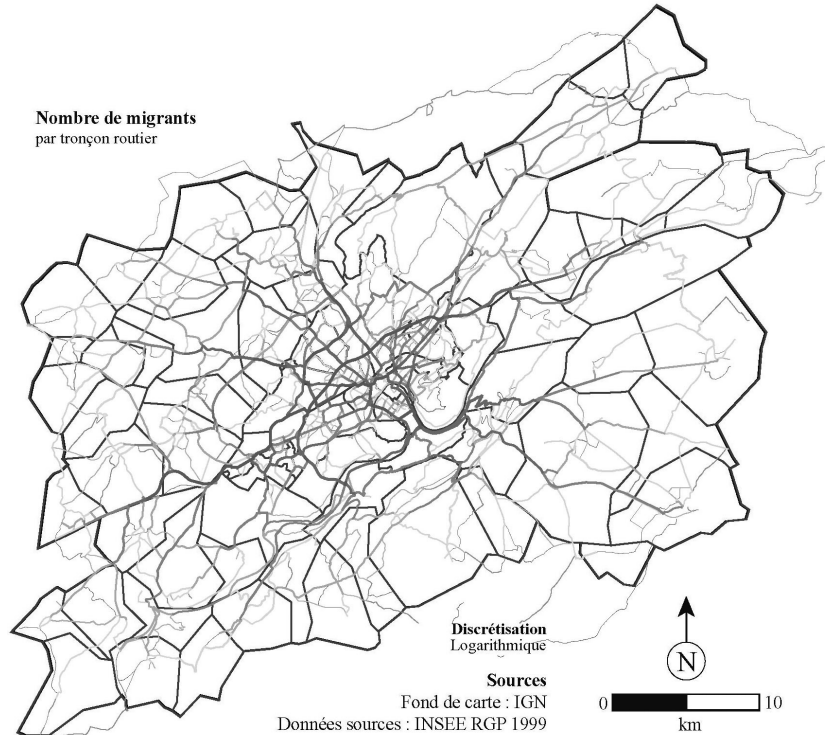 Nombre de migrants
par tronçon routier
Discrétisation
Logarithmique
N
Sources
Fond de carte : IGN
0 10
Données sources : INSEE RGP 1999
km